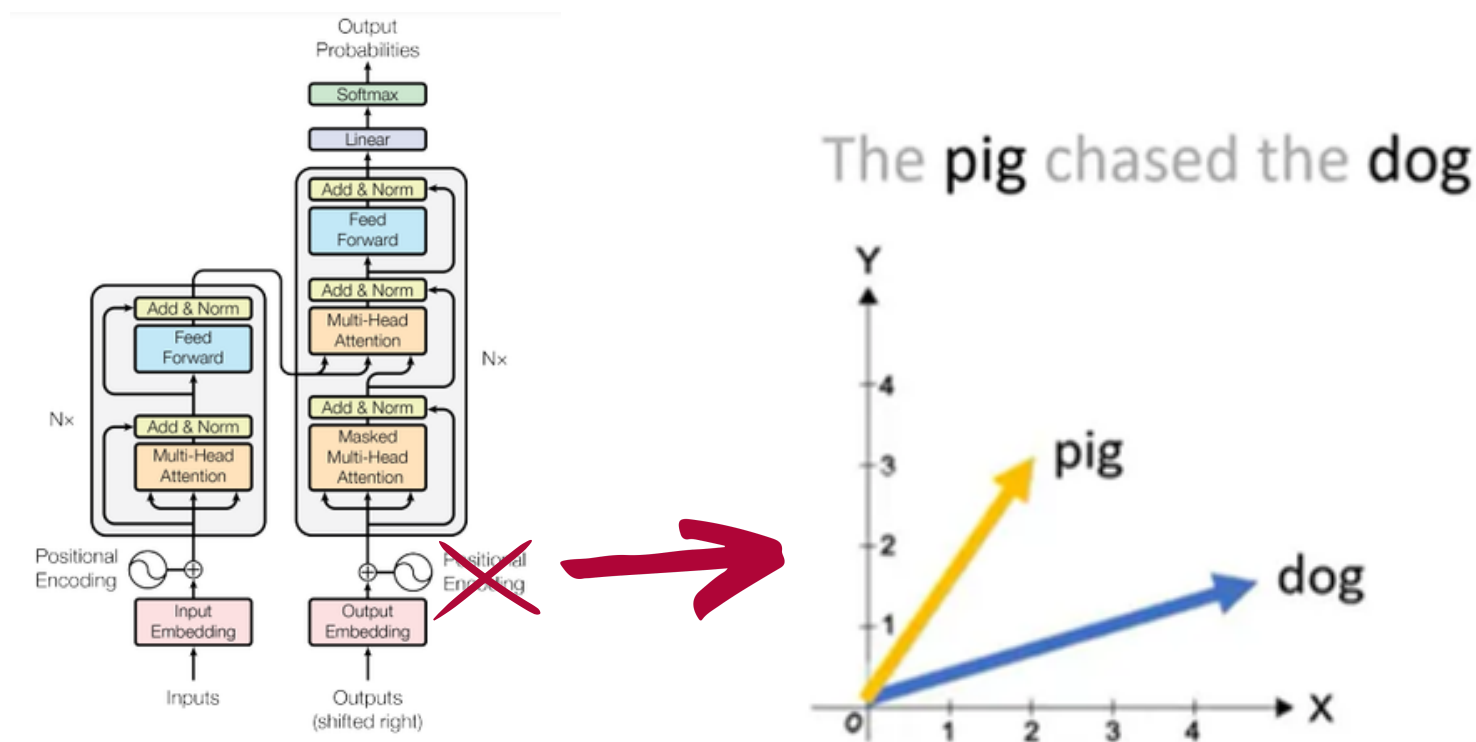 Output
Probabilities
Softmax
Linear
Add & Norm
Feed
Forward
Add & Norm
Multi-Head
Attention
Nx
Add & Norm
Masked
Multi-Head
Attention
Positional
Encoding
Output
Embedding
Outputs
(shifted right)
Add & Norm
Feed
Forward
Nx
Add & Norm
Multi-Head
Attention
Positional
Encoding
Input
Embedding
Inputs
The pig chased the dog
Y
4
3
2
1
0
1
2
3
4
X
pig
dog